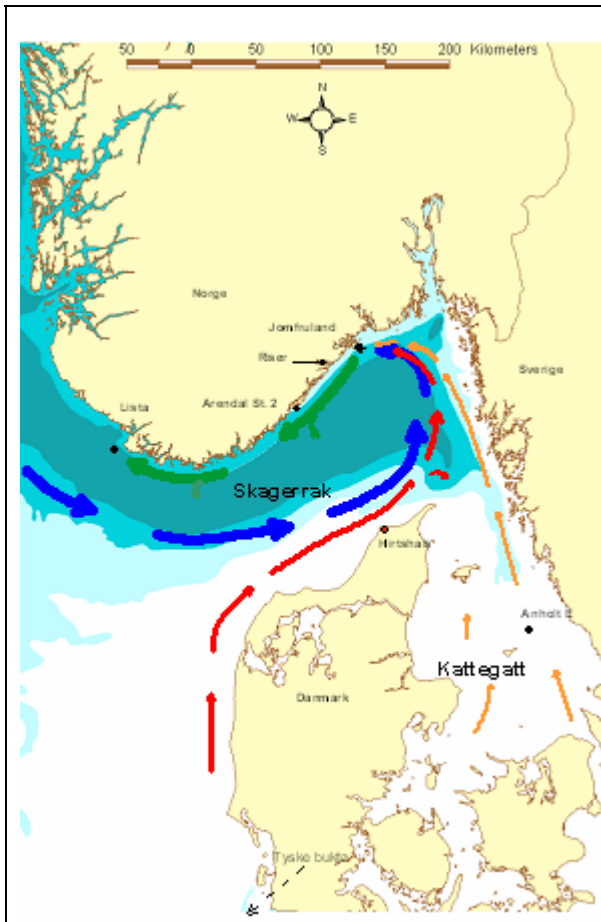 50 0 50 100 150 200 Kilometers
N
W E
S
Norge
Jomfruland
Risør
Sverige
Arendal St. 2
Lista
Skagerrak
Hirtshals
Anholt E
Kattegatt
Danmark
Tyske bukta